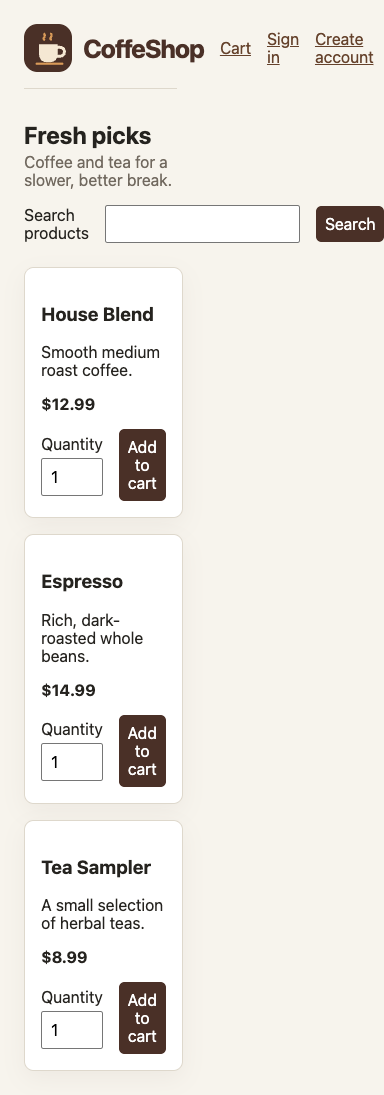 CoffeShop
Cart
Sign
in
Create
account
Fresh picks
Coffee and tea for a
slower, better break.
Search
products
Search
House Blend
Smooth medium
roast coffee.
$12.99
Quantity
1
Add
to
cart
Espresso
Rich, dark-
roasted whole
beans.
$14.99
Quantity
1
Add
to
cart
Tea Sampler
A small selection
of herbal teas.
$8.99
Quantity
1
Add
to
cart